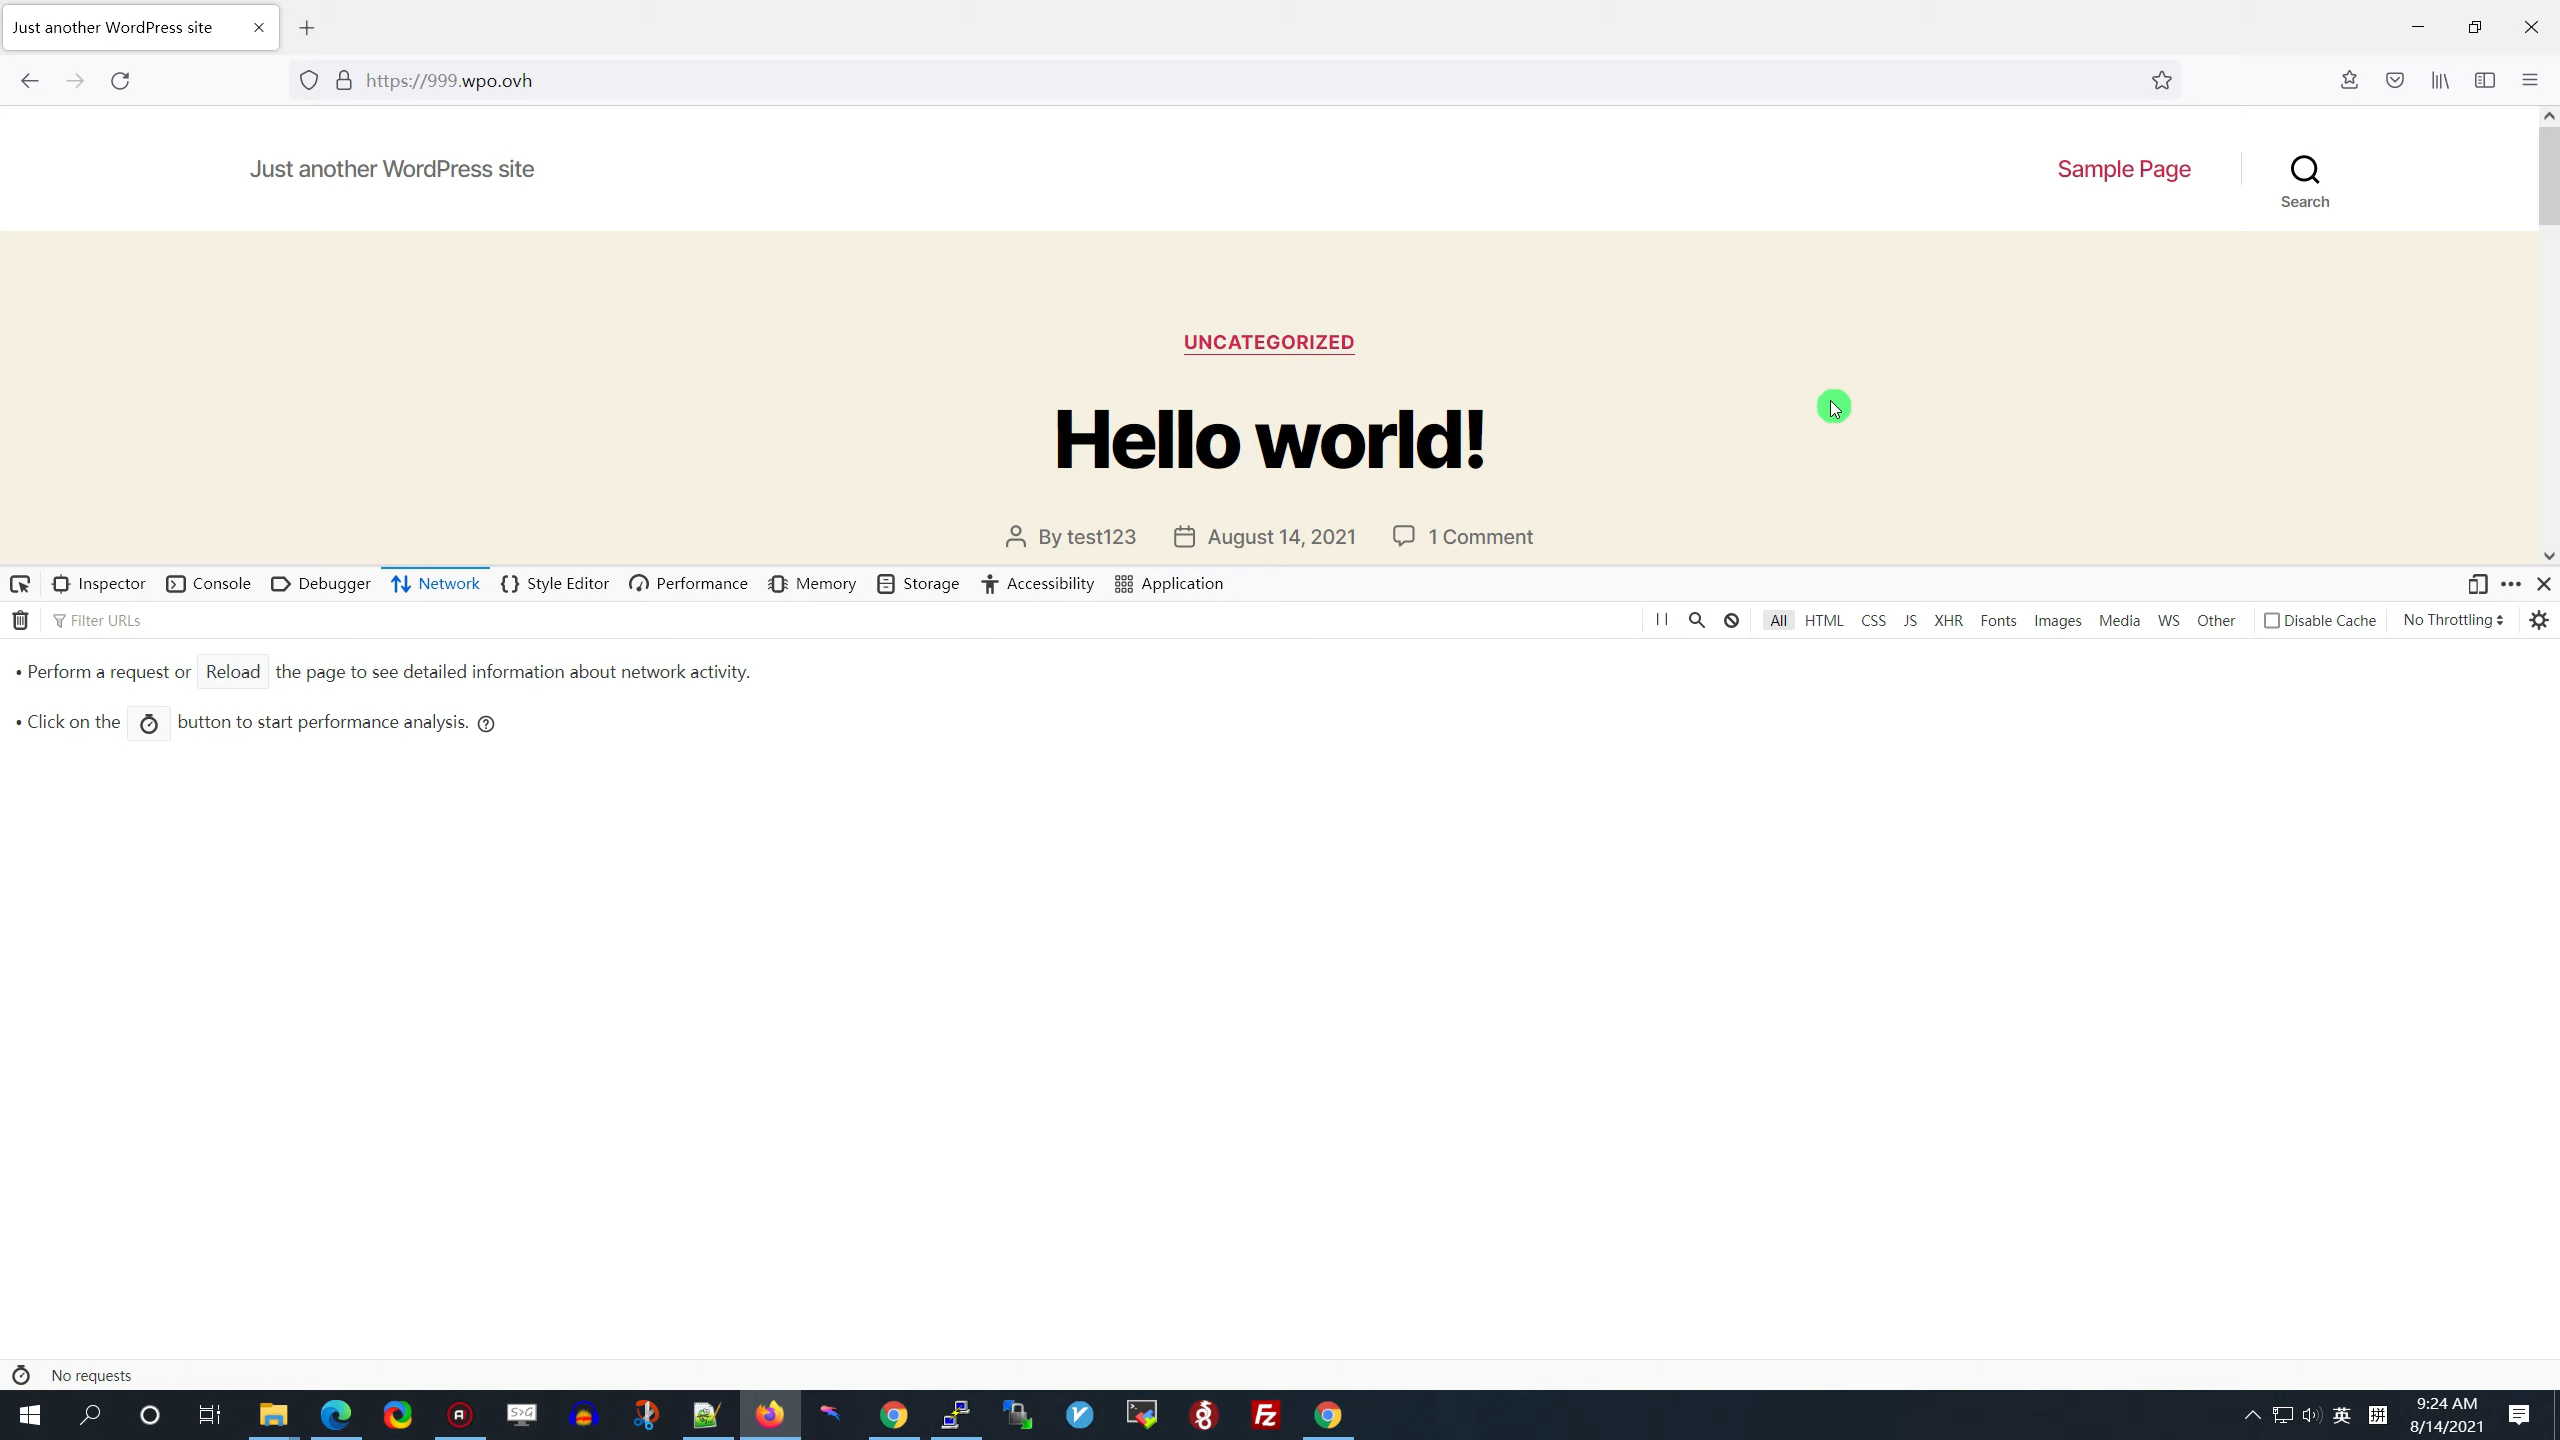 Just another WordPress site
https://999.wpo.ovh
Just another WordPress site
Sample Page
Search
UNCATEGORIZED
Hello world!
By test123 August 14, 2021 1 Comment
Inspector Console Debugger Network Style Editor Performance Memory Storage Accessibility Application
Filter URLs All HTML CSS JS XHR Fonts Images Media WS Other Disable Cache No Throttling
• Perform a request or Reload the page to see detailed information about network activity.
• Click on the button to start performance analysis.
No requests
S>G
英 拼
9:24 AM
8/14/2021